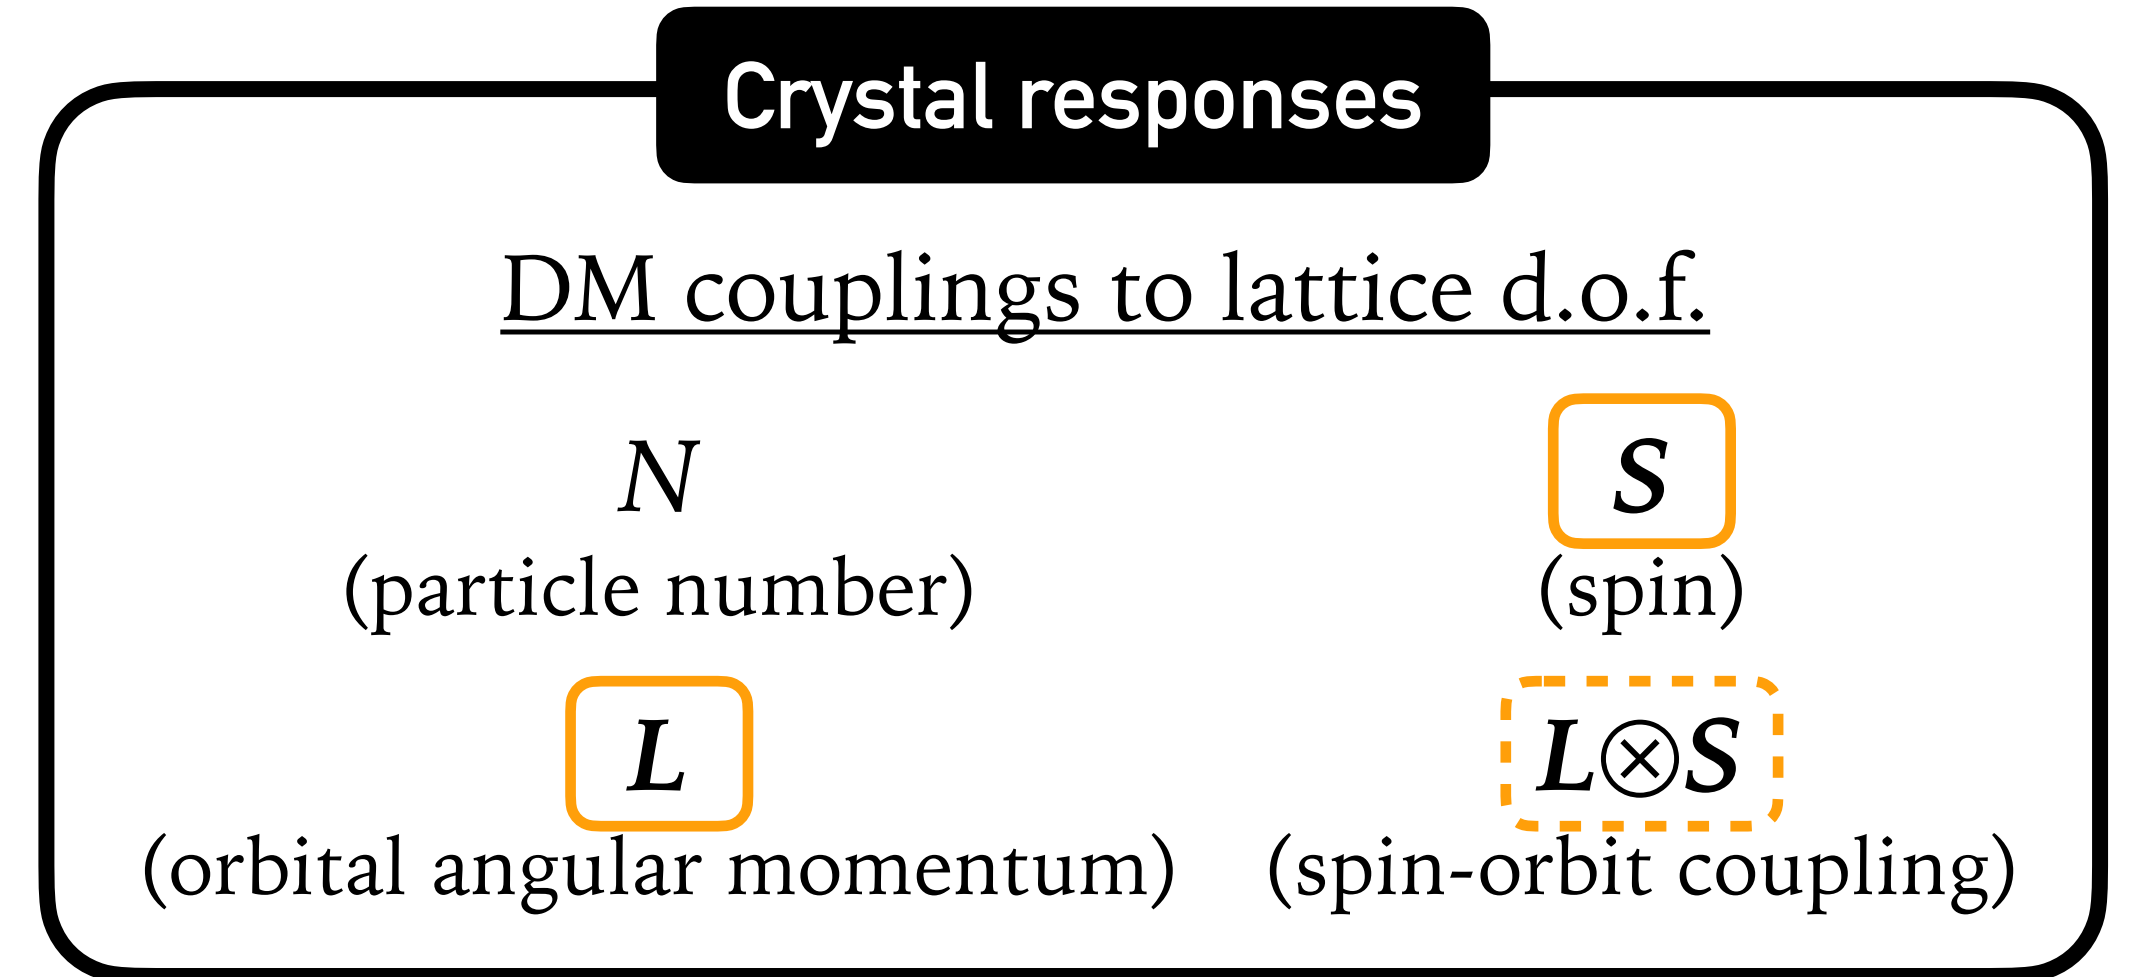 Crystal responses
DM couplings to lattice d.o.f.
N S
(particle number) (spin)
L L⊗S
(orbital angular momentum) (spin-orbit coupling)